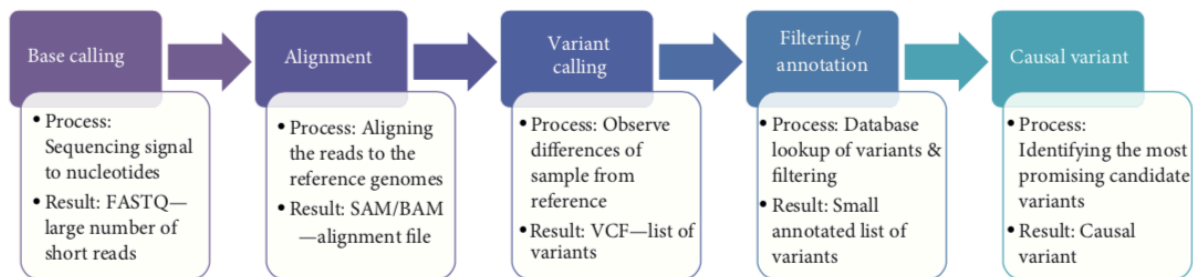 Base calling
• Process:
Sequencing signal
to nucleotides
• Result: FASTQ—
large number of
short reads
Alignment
• Process: Aligning
the reads to the
reference genomes
• Result: SAM/BAM
—alignment file
Variant
calling
• Process: Observe
differences of
sample from
reference
• Result: VCF—list of
variants
Filtering /
annotation
• Process: Database
lookup of variants &
filtering
• Result: Small
annotated list of
variants
Causal variant
• Process:
Identifying the most
promising candidate
variants
• Result: Causal
variant